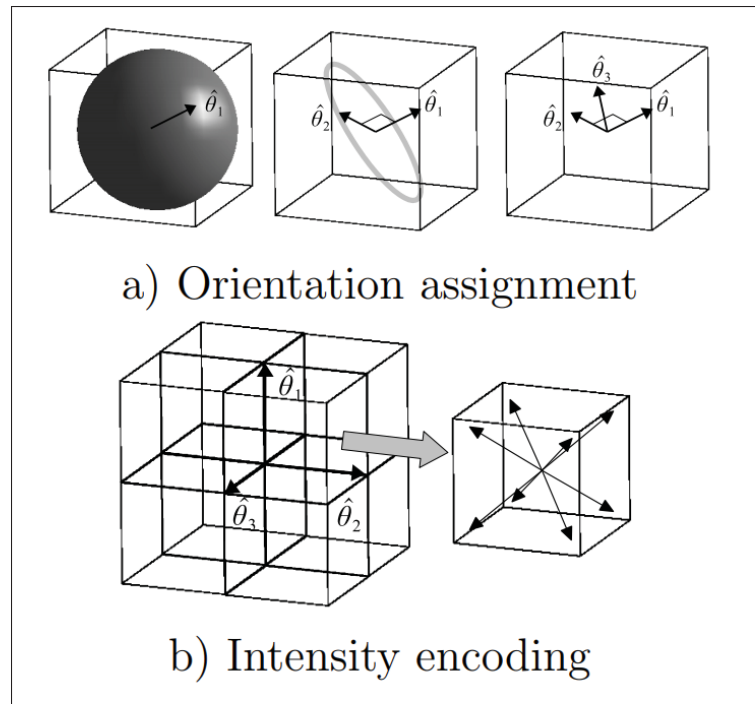 θ̂₁
θ̂₂ θ̂₁
θ̂₃
θ̂₂ θ̂₁
a) Orientation assignment
θ̂₁
θ̂₃ θ̂₂
b) Intensity encoding